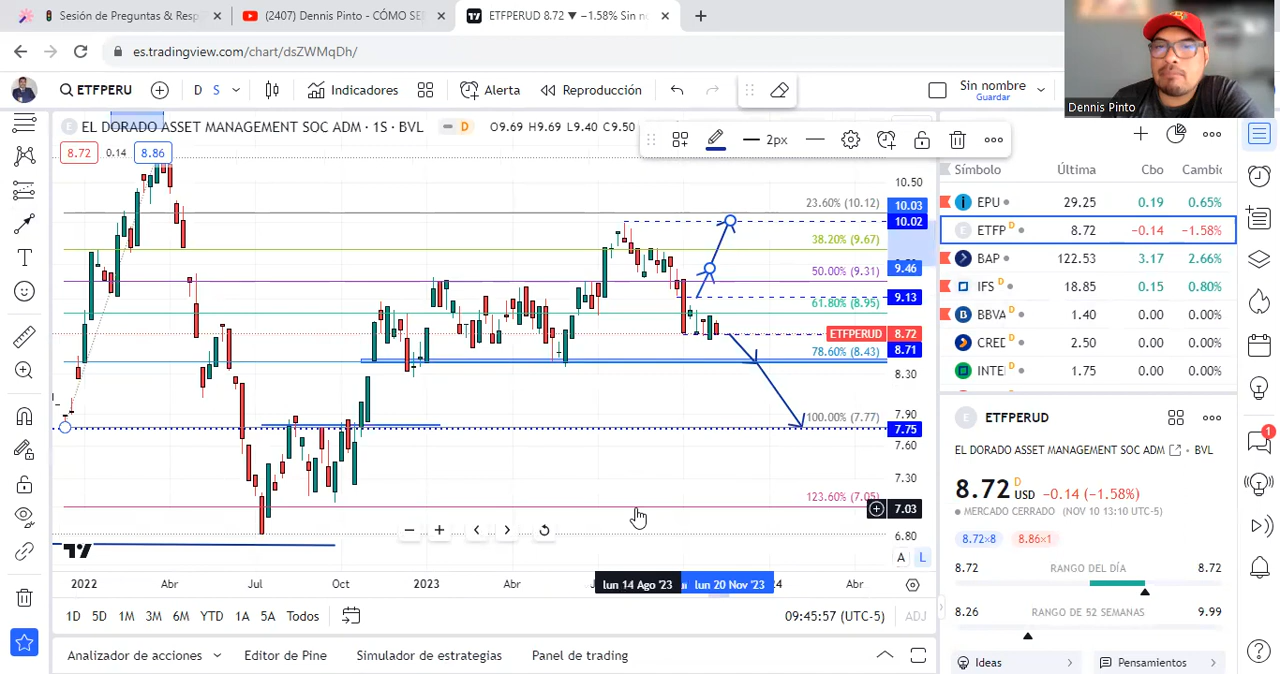 Sesión de Preguntas & Resp
(2407) Dennis Pinto - CÓMO SER
ETFPERUD 8.72 ▼ −1.58% Sin no
es.tradingview.com/chart/dsZWMqDh/
ETFPERU
D
S
Indicadores
Alerta
Reproducción
Sin nombre
Guardar
Dennis Pinto
EL DORADO ASSET MANAGEMENT SOC ADM · 1S · BVL
D
O9.69 H9.69 L9.40 C9.50
8.72
0.14
8.86
2px
10.50
23.60% (10.12)
10.03
10.02
38.20% (9.67)
50.00% (9.31)
9.46
9.13
61.80% (8.95)
ETFPERUD
8.72
8.71
78.60% (8.43)
8.30
7.90
100.00% (7.77)
7.75
7.60
7.30
123.60% (7.05)
7.03
6.80
A
L
2022
Abr
Jul
Oct
2023
Abr
lun 14 Ago '23
lun 20 Nov '23
Abr
1D
5D
1M
3M
6M
YTD
1A
5A
Todos
09:45:57 (UTC-5)
ADJ
Analizador de acciones
Editor de Pine
Simulador de estrategias
Panel de trading
Símbolo
Última
Cbo
Cambic
EPU
29.25
0.19
0.65%
ETFP
D
8.72
−0.14
−1.58%
BAP
122.53
3.17
2.66%
IFS
D
18.85
0.15
0.80%
BBVA
1.40
0.00
0.00%
CREI
D
2.50
0.00
0.00%
INTE
D
1.75
0.00
0.00%
ETFPERUD
EL DORADO ASSET MANAGEMENT SOC ADM
BVL
8.72
D
USD
−0.14 (−1.58%)
MERCADO CERRADO (NOV 10 13:10 UTC-5)
8.72×8
8.86×1
8.72
RANGO DEL DÍA
8.72
8.26
RANGO DE 52 SEMANAS
9.99
Ideas
Pensamientos
1